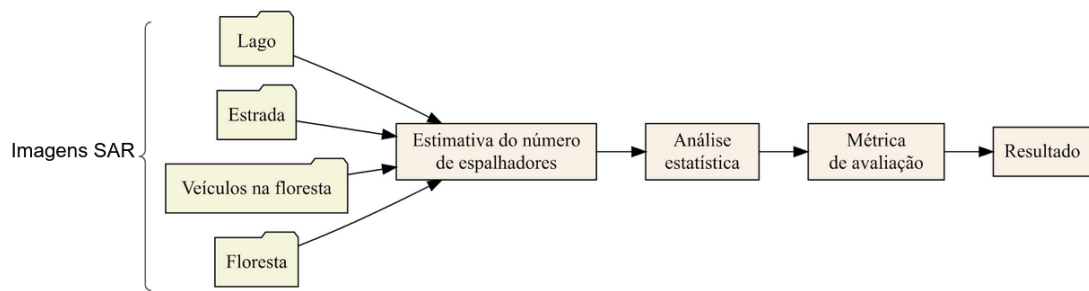 Imagens SAR
Lago
Estrada
Veículos na floresta
Floresta
Estimativa do número
de espalhadores
Análise
estatística
Métrica
de avaliação
Resultado